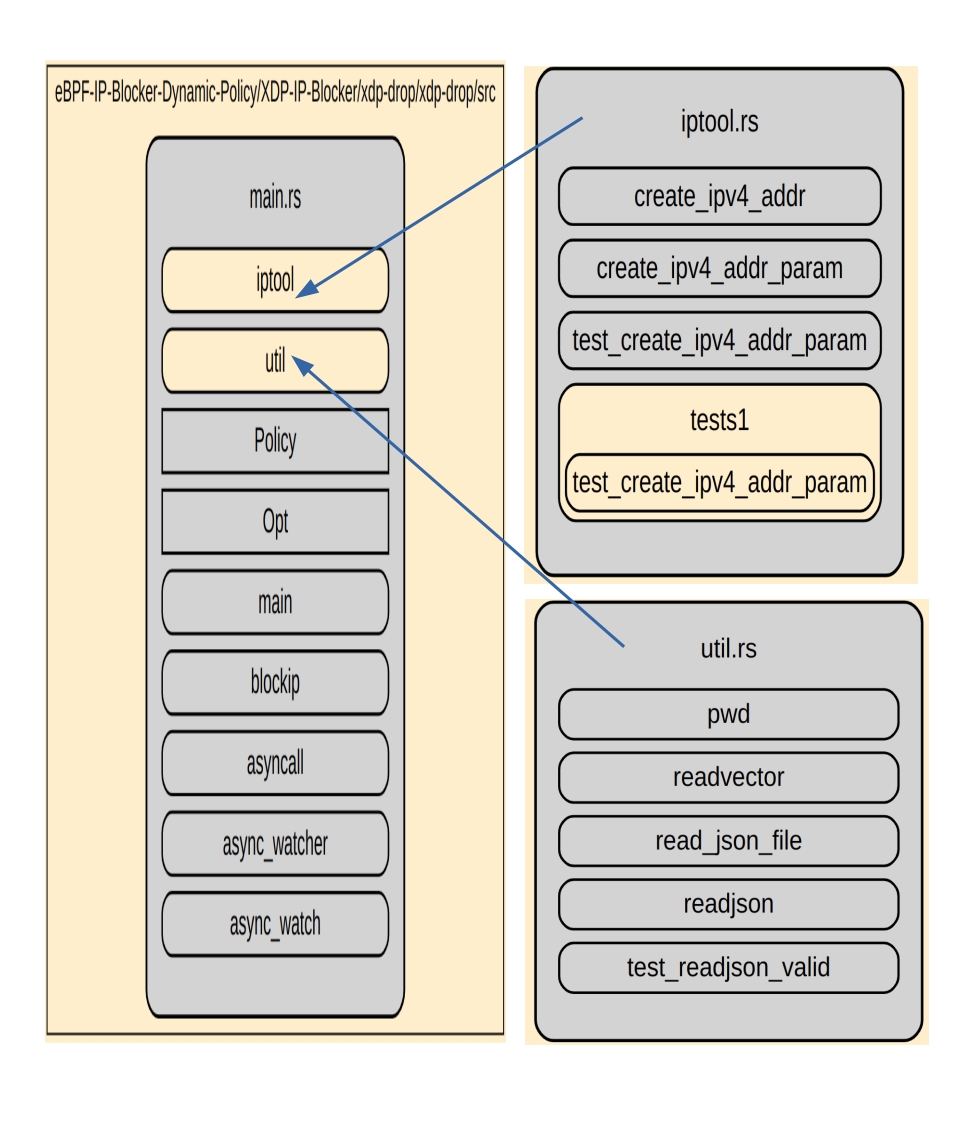 eBPF-IP-Blocker-Dynamic-Policy/XDP-IP-Blocker/xdp-drop/xdp-drop/src
main.rs
iptool
util
Policy
Opt
main
blockip
asyncall
async_watcher
async_watch
iptool.rs
create_ipv4_addr
create_ipv4_addr_param
test_create_ipv4_addr_param
tests1
test_create_ipv4_addr_param
util.rs
pwd
readvector
read_json_file
readjson
test_readjson_valid